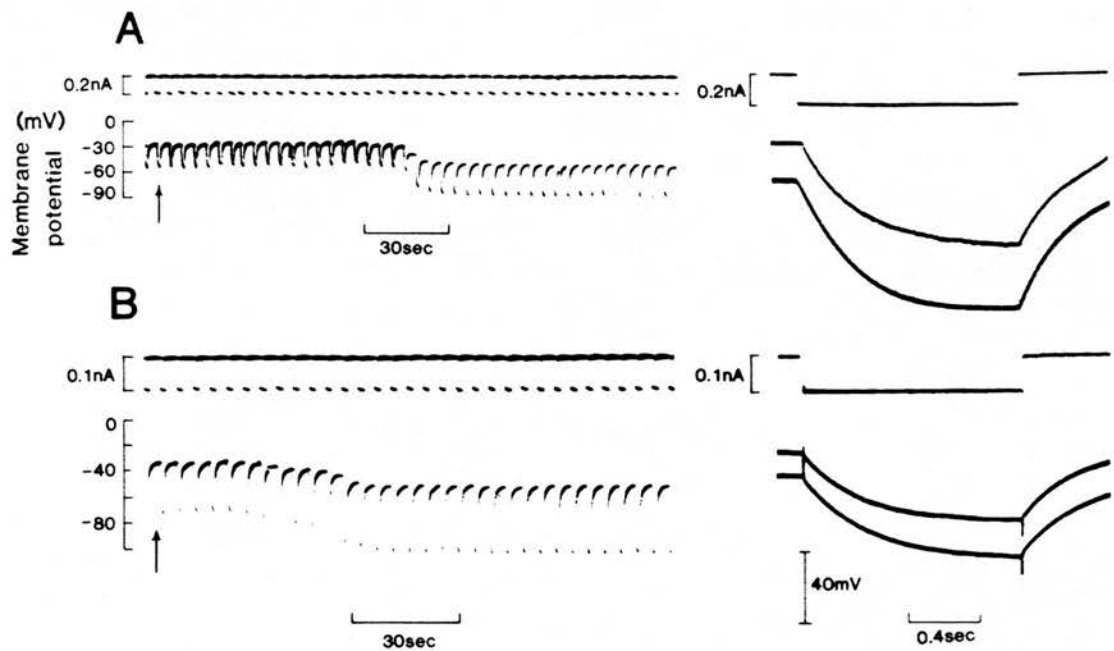 A
0.2nA
0.2nA
(mV)
Membrane
potential
0
-30
-60
-90
30sec
B
0.1nA
0.1nA
0
-40
-80
40mV
30sec
0.4sec